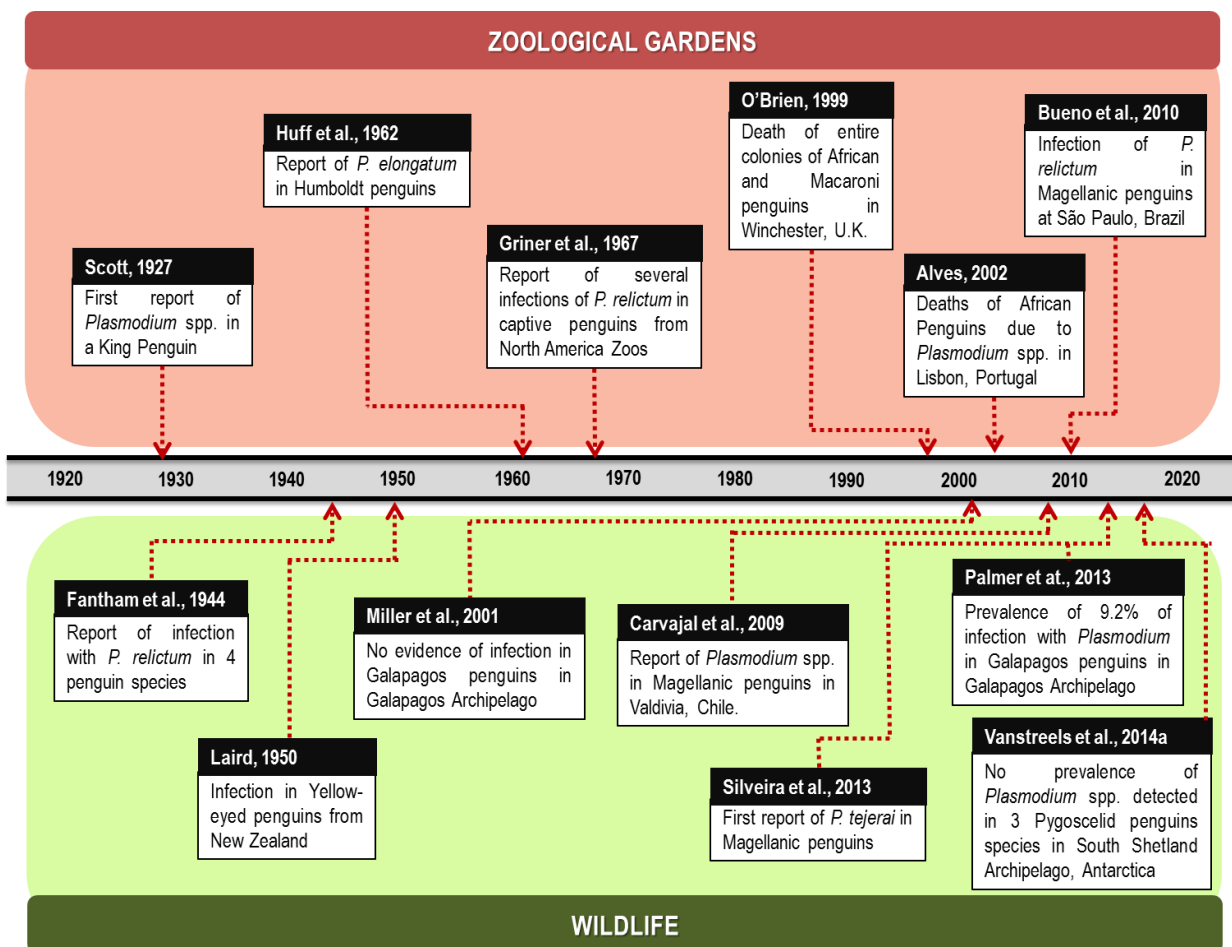 ZOOLOGICAL GARDENS
Scott, 1927
First report of
Plasmodium spp. in
a King Penguin
Huff et al., 1962
Report of P. elongatum
in Humboldt penguins
Griner et al., 1967
Report of several
infections of P. relictum in
captive penguins from
North America Zoos
O’Brien, 1999
Death of entire
colonies of African
and Macaroni
penguins in
Winchester, U.K.
Alves, 2002
Deaths of African
Penguins due to
Plasmodium spp. in
Lisbon, Portugal
Bueno et al., 2010
Infection of P.
relictum in
Magellanic penguins
at São Paulo, Brazil
1920 1930 1940 1950 1960 1970 1980 1990 2000 2010 2020
Fantham et al., 1944
Report of infection
with P. relictum in 4
penguin species
Laird, 1950
Infection in Yellow-
eyed penguins from
New Zealand
Miller et al., 2001
No evidence of infection in
Galapagos penguins in
Galapagos Archipelago
Carvajal et al., 2009
Report of Plasmodium spp.
in Magellanic penguins in
Valdivia, Chile.
Silveira et al., 2013
First report of P. tejerai in
Magellanic penguins
Palmer at., 2013
Prevalence of 9.2% of
infection with Plasmodium
in Galapagos penguins in
Galapagos Archipelago
Vanstreels et al., 2014a
No prevalence of
Plasmodium spp. detected
in 3 Pygoscelid penguins
species in South Shetland
Archipelago, Antarctica
WILDLIFE